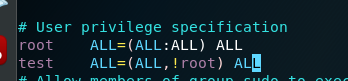 # User privilege specification
root ALL=(ALL:ALL) ALL
test ALL=(ALL,!root) ALL
# Allow members of group sudo to exec